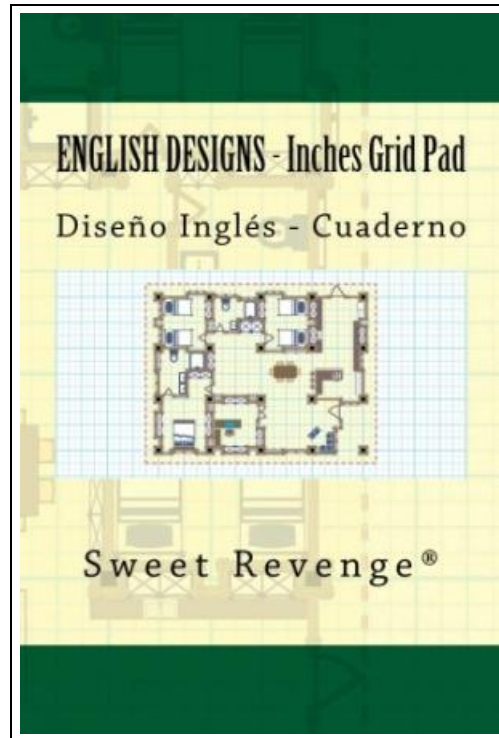 ENGLISH DESIGNS - Inches Grid Pad
Diseño Inglés - Cuaderno
Sweet Revenge®